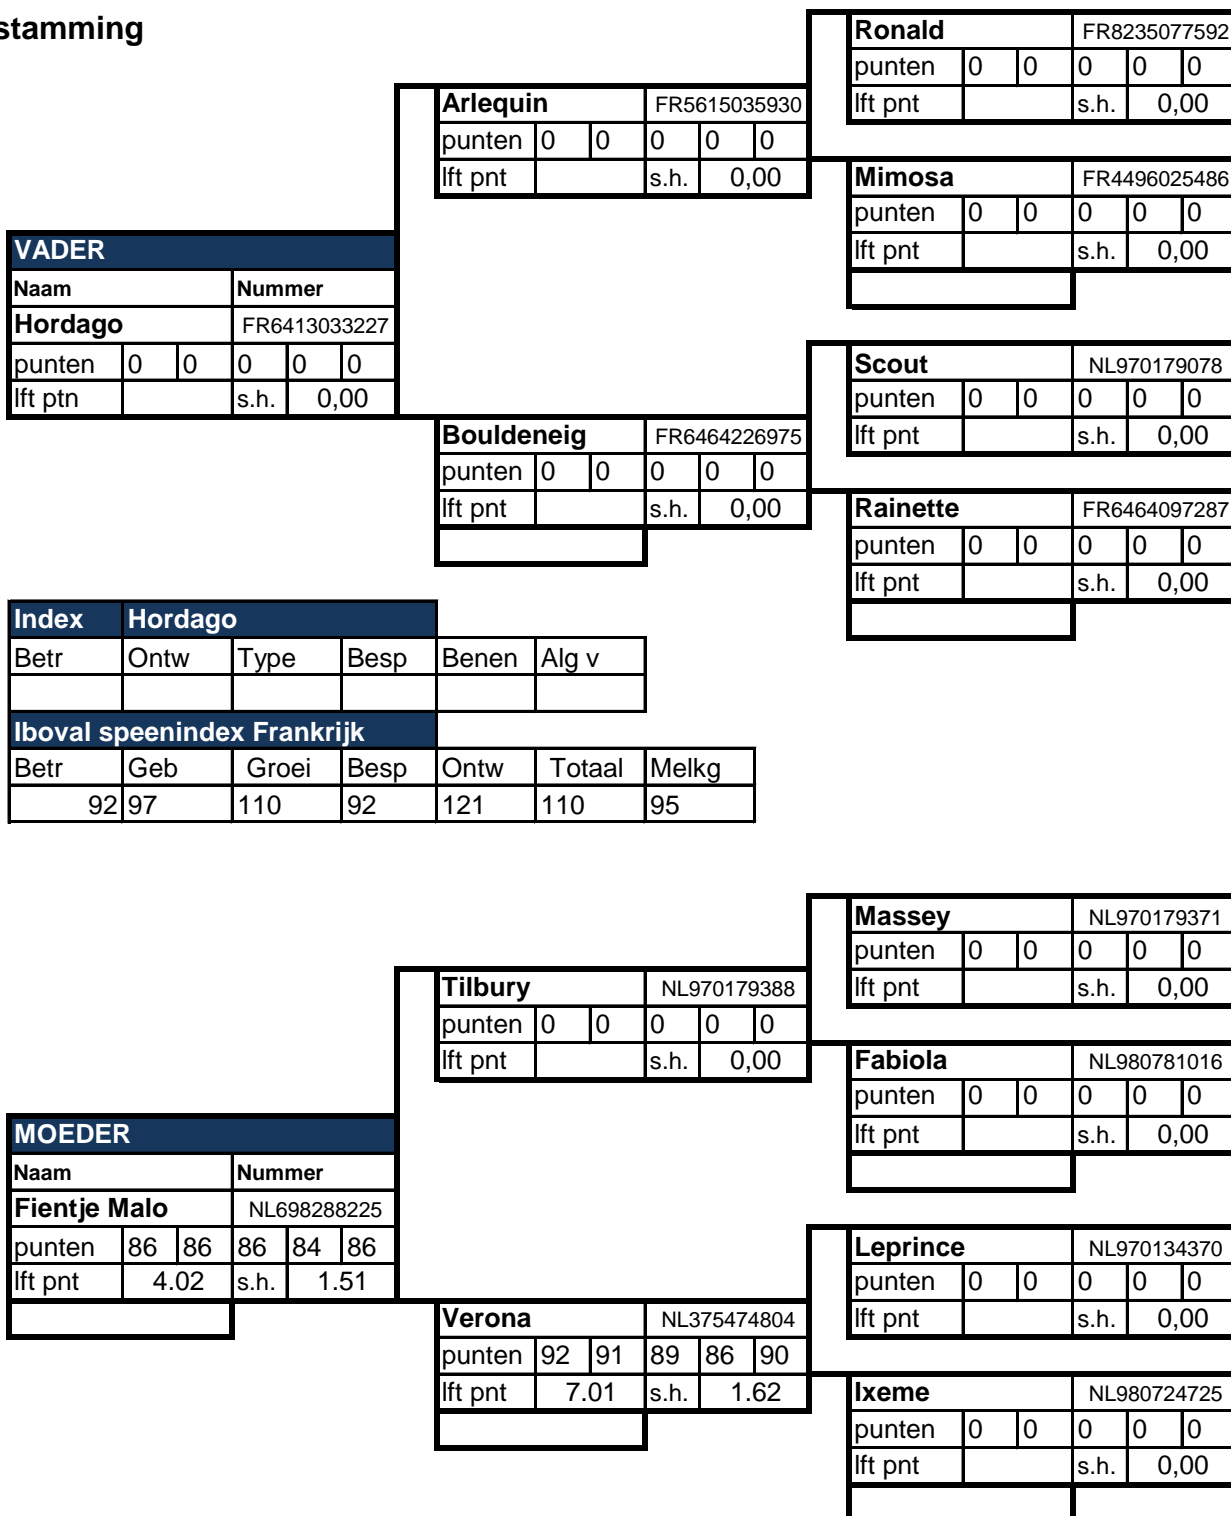 stamming
Ronald FR8235077592
punten 0 0 0 0 0
lft pnt s.h. 0,00
Arlequin FR5615035930
punten 0 0 0 0 0
lft pnt s.h. 0,00
Mimosa FR4496025486
punten 0 0 0 0 0
lft pnt s.h. 0,00
VADER
Naam Nummer
Hordago FR6413033227
punten 0 0 0 0 0
lft ptn s.h. 0,00
Scout NL970179078
punten 0 0 0 0 0
lft pnt s.h. 0,00
Bouldeneig FR6464226975
punten 0 0 0 0 0
lft pnt s.h. 0,00
Rainette FR6464097287
punten 0 0 0 0 0
lft pnt s.h. 0,00
Index Hordago
Betr Ontw Type Besp Benen Alg v
Iboval speenindex Frankrijk
Betr Geb Groei Besp Ontw Totaal Melkg
92 97 110 92 121 110 95
Massey NL970179371
punten 0 0 0 0 0
lft pnt s.h. 0,00
Tilbury NL970179388
punten 0 0 0 0 0
lft pnt s.h. 0,00
Fabiola NL980781016
punten 0 0 0 0 0
lft pnt s.h. 0,00
MOEDER
Naam Nummer
Fientje Malo NL698288225
punten 86 86 86 84 86
lft pnt 4.02 s.h. 1.51
Leprince NL970134370
punten 0 0 0 0 0
lft pnt s.h. 0,00
Verona NL375474804
punten 92 91 89 86 90
lft pnt 7.01 s.h. 1.62
Ixeme NL980724725
punten 0 0 0 0 0
lft pnt s.h. 0,00